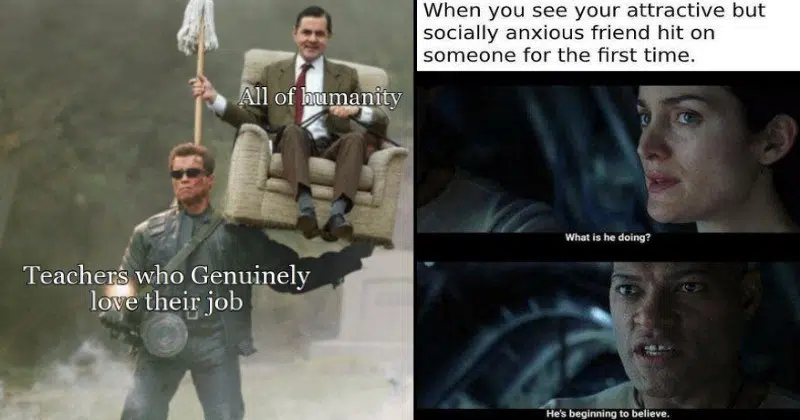 All of humanity
Teachers who Genuinely
love their job
When you see your attractive but
socially anxious friend hit on
someone for the first time.
What is he doing?
He's beginning to believe.